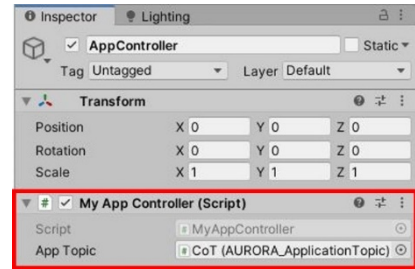 Inspector Lighting
AppController Static
Tag Untagged Layer Default
Transform
Position X 0 Y 0 Z 0
Rotation X 0 Y 0 Z 0
Scale X 1 Y 1 Z 1
# My App Controller (Script)
Script # MyAppController
App Topic # CoT (AURORA_ApplicationTopic)